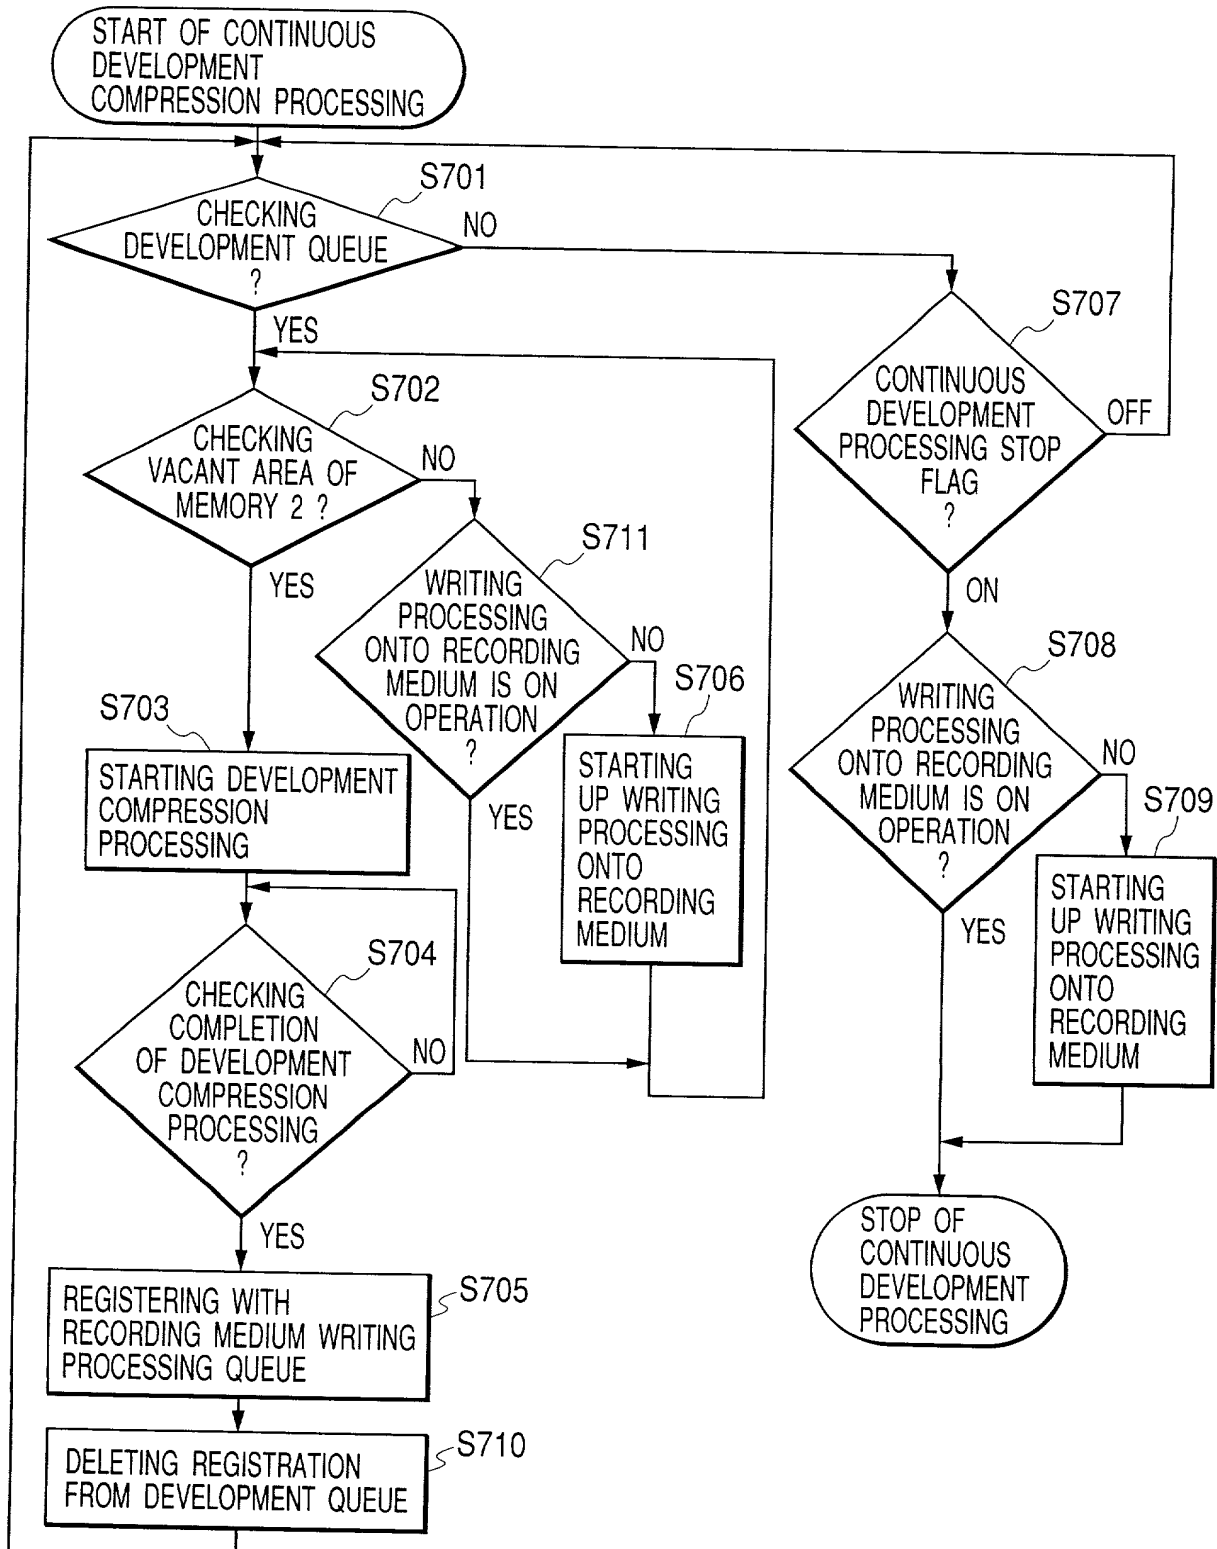 START OF CONTINUOUS
DEVELOPMENT
COMPRESSION PROCESSING
S701
CHECKING
DEVELOPMENT QUEUE
?
NO
YES
S707
CONTINUOUS
DEVELOPMENT
PROCESSING STOP
FLAG
?
OFF
ON
S702
CHECKING
VACANT AREA OF
MEMORY 2 ?
NO
YES
S711
WRITING
PROCESSING
ONTO RECORDING
MEDIUM IS ON
OPERATION
?
NO
YES
S706
STARTING
UP WRITING
PROCESSING
ONTO
RECORDING
MEDIUM
S708
WRITING
PROCESSING
ONTO RECORDING
MEDIUM IS ON
OPERATION
?
NO
YES
S709
STARTING
UP WRITING
PROCESSING
ONTO
RECORDING
MEDIUM
S703
STARTING DEVELOPMENT
COMPRESSION
PROCESSING
S704
CHECKING
COMPLETION
OF DEVELOPMENT
COMPRESSION
PROCESSING
?
NO
YES
STOP OF
CONTINUOUS
DEVELOPMENT
PROCESSING
S705
REGISTERING WITH
RECORDING MEDIUM WRITING
PROCESSING QUEUE
S710
DELETING REGISTRATION
FROM DEVELOPMENT QUEUE